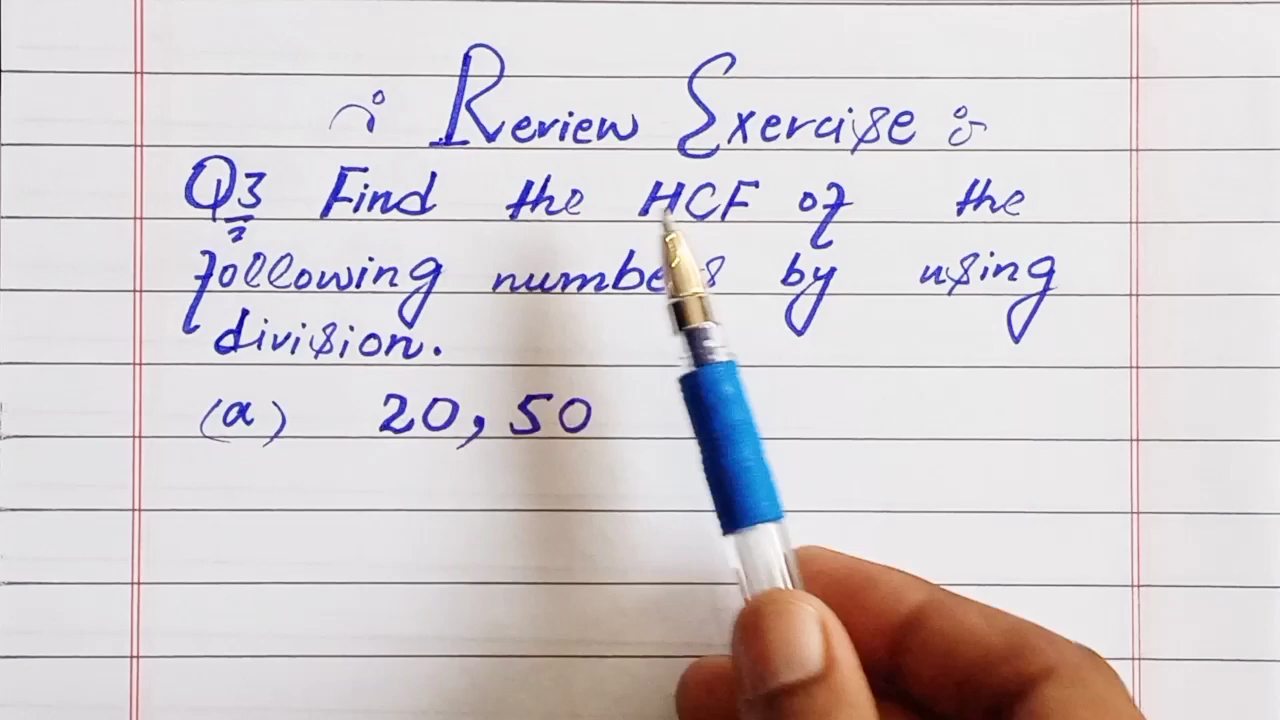 Review Exercise
Q3 Find the HCF of the
following numbers by using
division.
(a) 20, 50